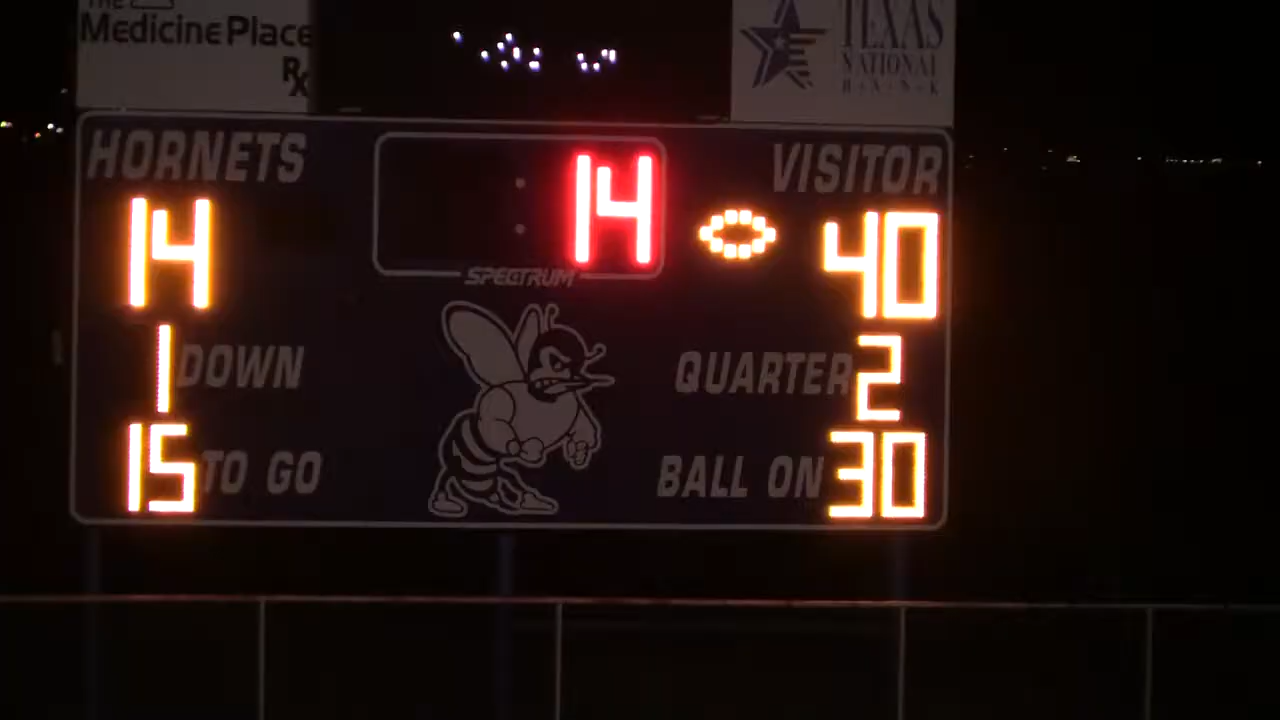 THE
Medicine Place
Rx
TEXAS
NATIONAL
B·A·N·K
HORNETS
: 14
VISITOR
14
40
SPECTRUM
1 DOWN
QUARTER 2
15 TO GO
BALL ON 30